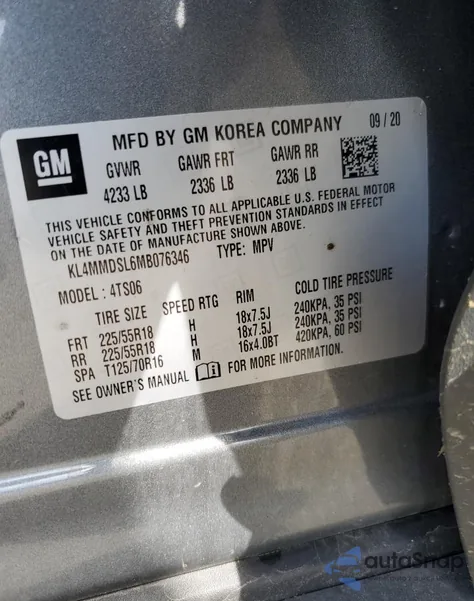 GM
MFD BY GM KOREA COMPANY 09/20
GVWR GAWR FRT GAWR RR
4233 LB 2336 LB 2336 LB
THIS VEHICLE CONFORMS TO ALL APPLICABLE U.S. FEDERAL MOTOR
VEHICLE SAFETY AND THEFT PREVENTION STANDARDS IN EFFECT
ON THE DATE OF MANUFACTURE SHOWN ABOVE.
KL4MMDSL6MB076346 TYPE: MPV
MODEL: 4TS06
TIRE SIZE SPEED RTG RIM COLD TIRE PRESSURE
FRT 225/55R18 H 18x7.5J 240KPA, 35 PSI
RR 225/55R18 H 18x7.5J 240KPA, 35 PSI
SPA T125/70R16 M 16x4.0BT 420KPA, 60 PSI
SEE OWNER'S MANUAL FOR MORE INFORMATION
autoSnap